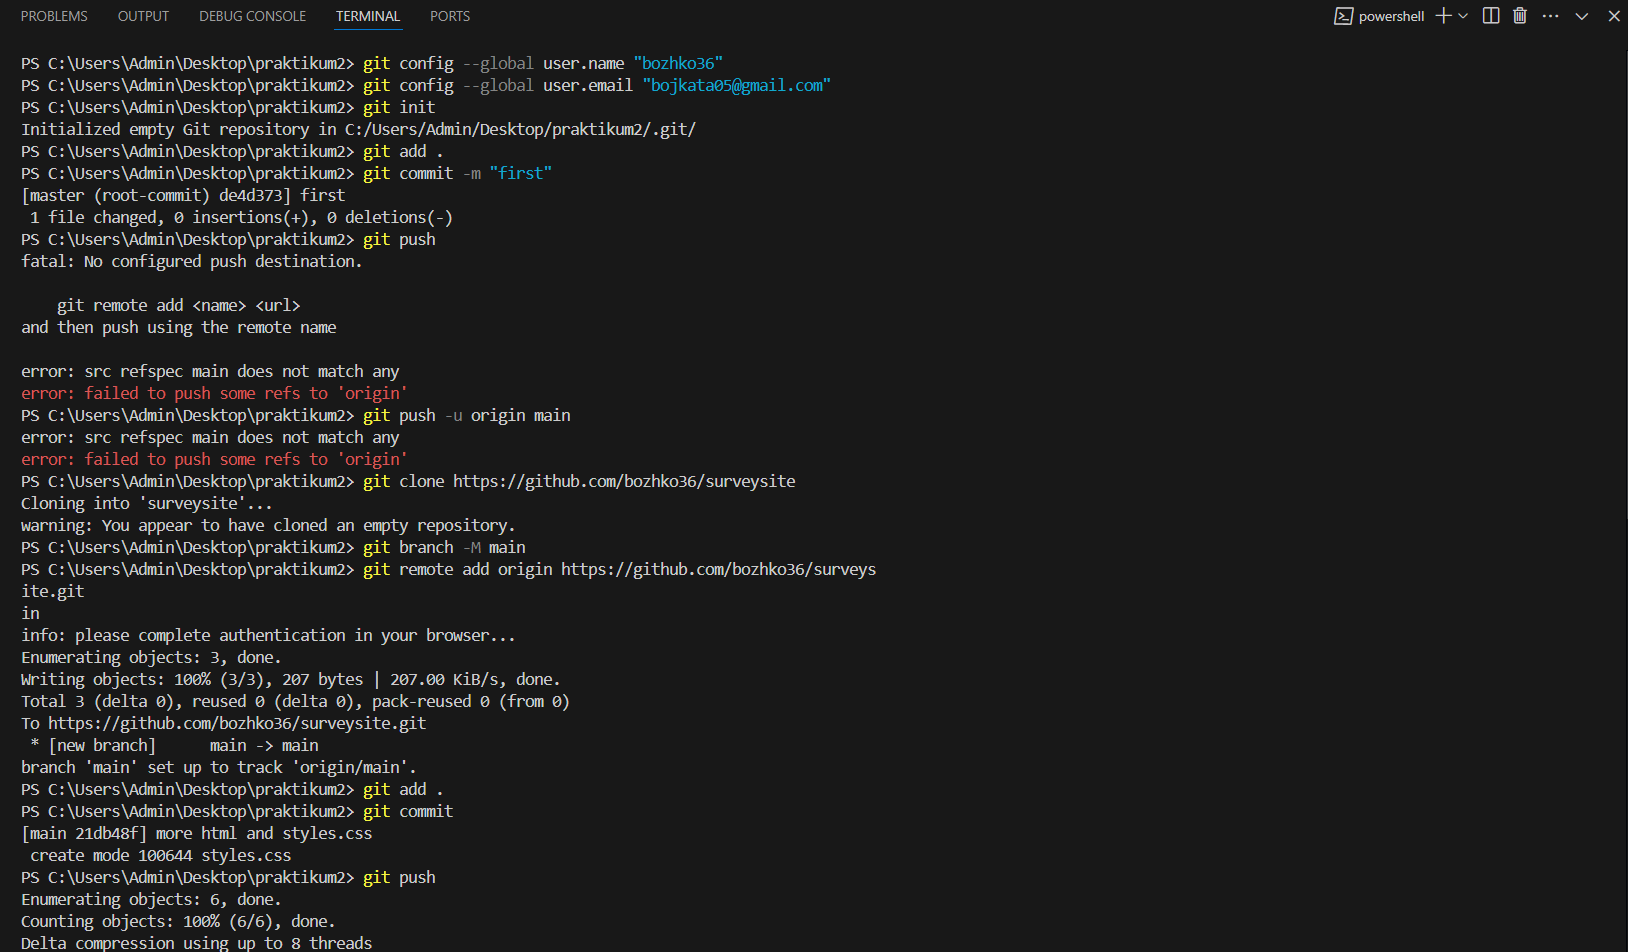 PROBLEMS OUTPUT DEBUG CONSOLE TERMINAL PORTS powershell
PS C:\Users\Admin\Desktop\praktikum2> git config --global user.name "bozhko36"
PS C:\Users\Admin\Desktop\praktikum2> git config --global user.email "bojkata05@gmail.com"
PS C:\Users\Admin\Desktop\praktikum2> git init
Initialized empty Git repository in C:/Users/Admin/Desktop/praktikum2/.git/
PS C:\Users\Admin\Desktop\praktikum2> git add .
PS C:\Users\Admin\Desktop\praktikum2> git commit -m "first"
[master (root-commit) de4d373] first
 1 file changed, 0 insertions(+), 0 deletions(-)
PS C:\Users\Admin\Desktop\praktikum2> git push
fatal: No configured push destination.
    git remote add <name> <url>
and then push using the remote name
error: src refspec main does not match any
error: failed to push some refs to 'origin'
PS C:\Users\Admin\Desktop\praktikum2> git push -u origin main
error: src refspec main does not match any
error: failed to push some refs to 'origin'
PS C:\Users\Admin\Desktop\praktikum2> git clone https://github.com/bozhko36/surveysite
Cloning into 'surveysite'...
warning: You appear to have cloned an empty repository.
PS C:\Users\Admin\Desktop\praktikum2> git branch -M main
PS C:\Users\Admin\Desktop\praktikum2> git remote add origin https://github.com/bozhko36/surveys
ite.git
in
info: please complete authentication in your browser...
Enumerating objects: 3, done.
Writing objects: 100% (3/3), 207 bytes | 207.00 KiB/s, done.
Total 3 (delta 0), reused 0 (delta 0), pack-reused 0 (from 0)
To https://github.com/bozhko36/surveysite.git
 * [new branch]      main -> main
branch 'main' set up to track 'origin/main'.
PS C:\Users\Admin\Desktop\praktikum2> git add .
PS C:\Users\Admin\Desktop\praktikum2> git commit
[main 21db48f] more html and styles.css
 create mode 100644 styles.css
PS C:\Users\Admin\Desktop\praktikum2> git push
Enumerating objects: 6, done.
Counting objects: 100% (6/6), done.
Delta compression using up to 8 threads